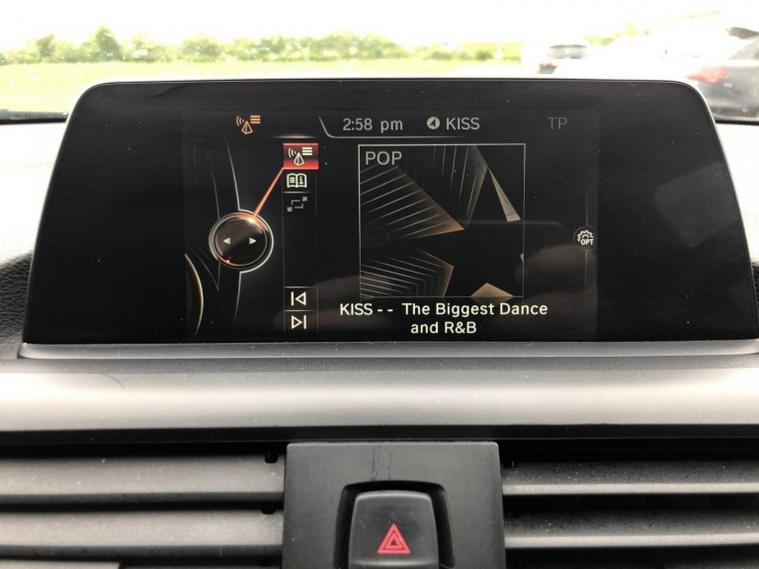 2:58 pm KISS TP
POP
OPT
KISS - - The Biggest Dance
and R&B